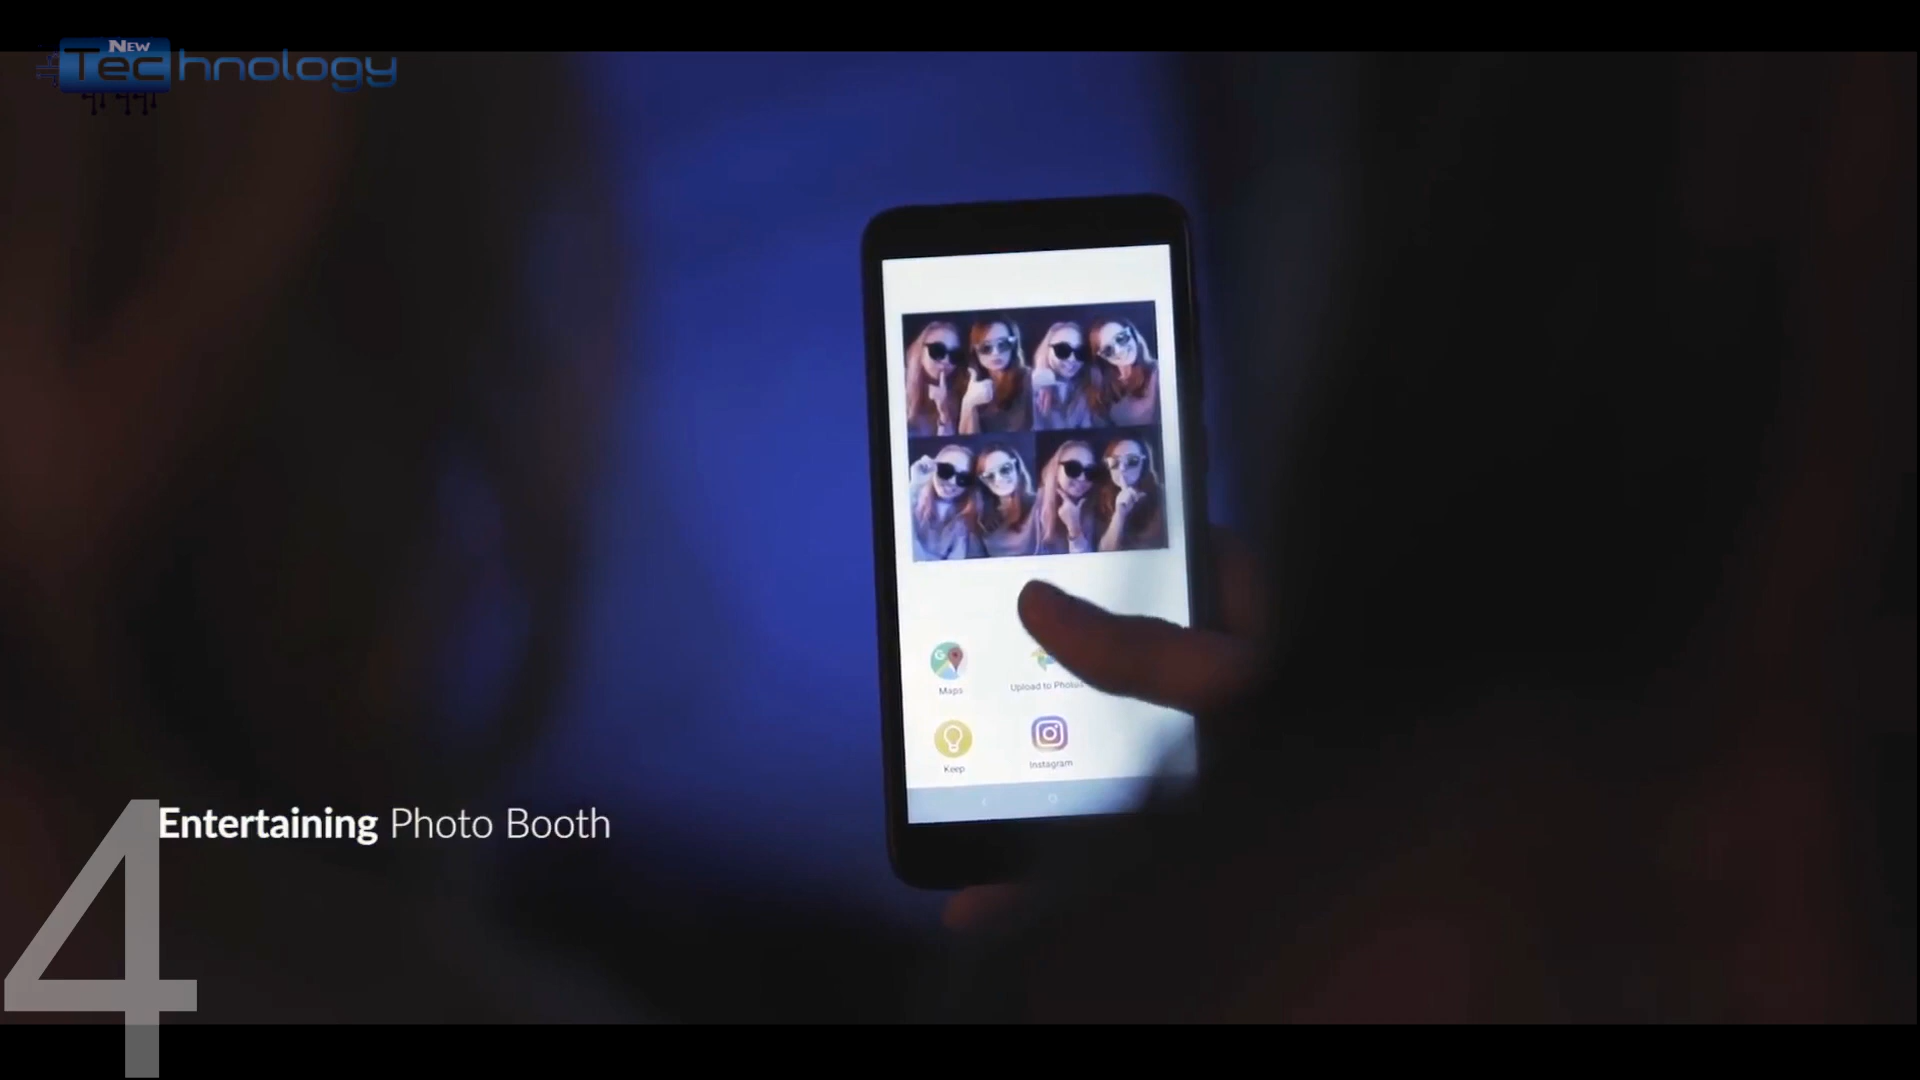 New
Technology
Maps
Upload to Photos
Keep
Instagram
Entertaining Photo Booth
4